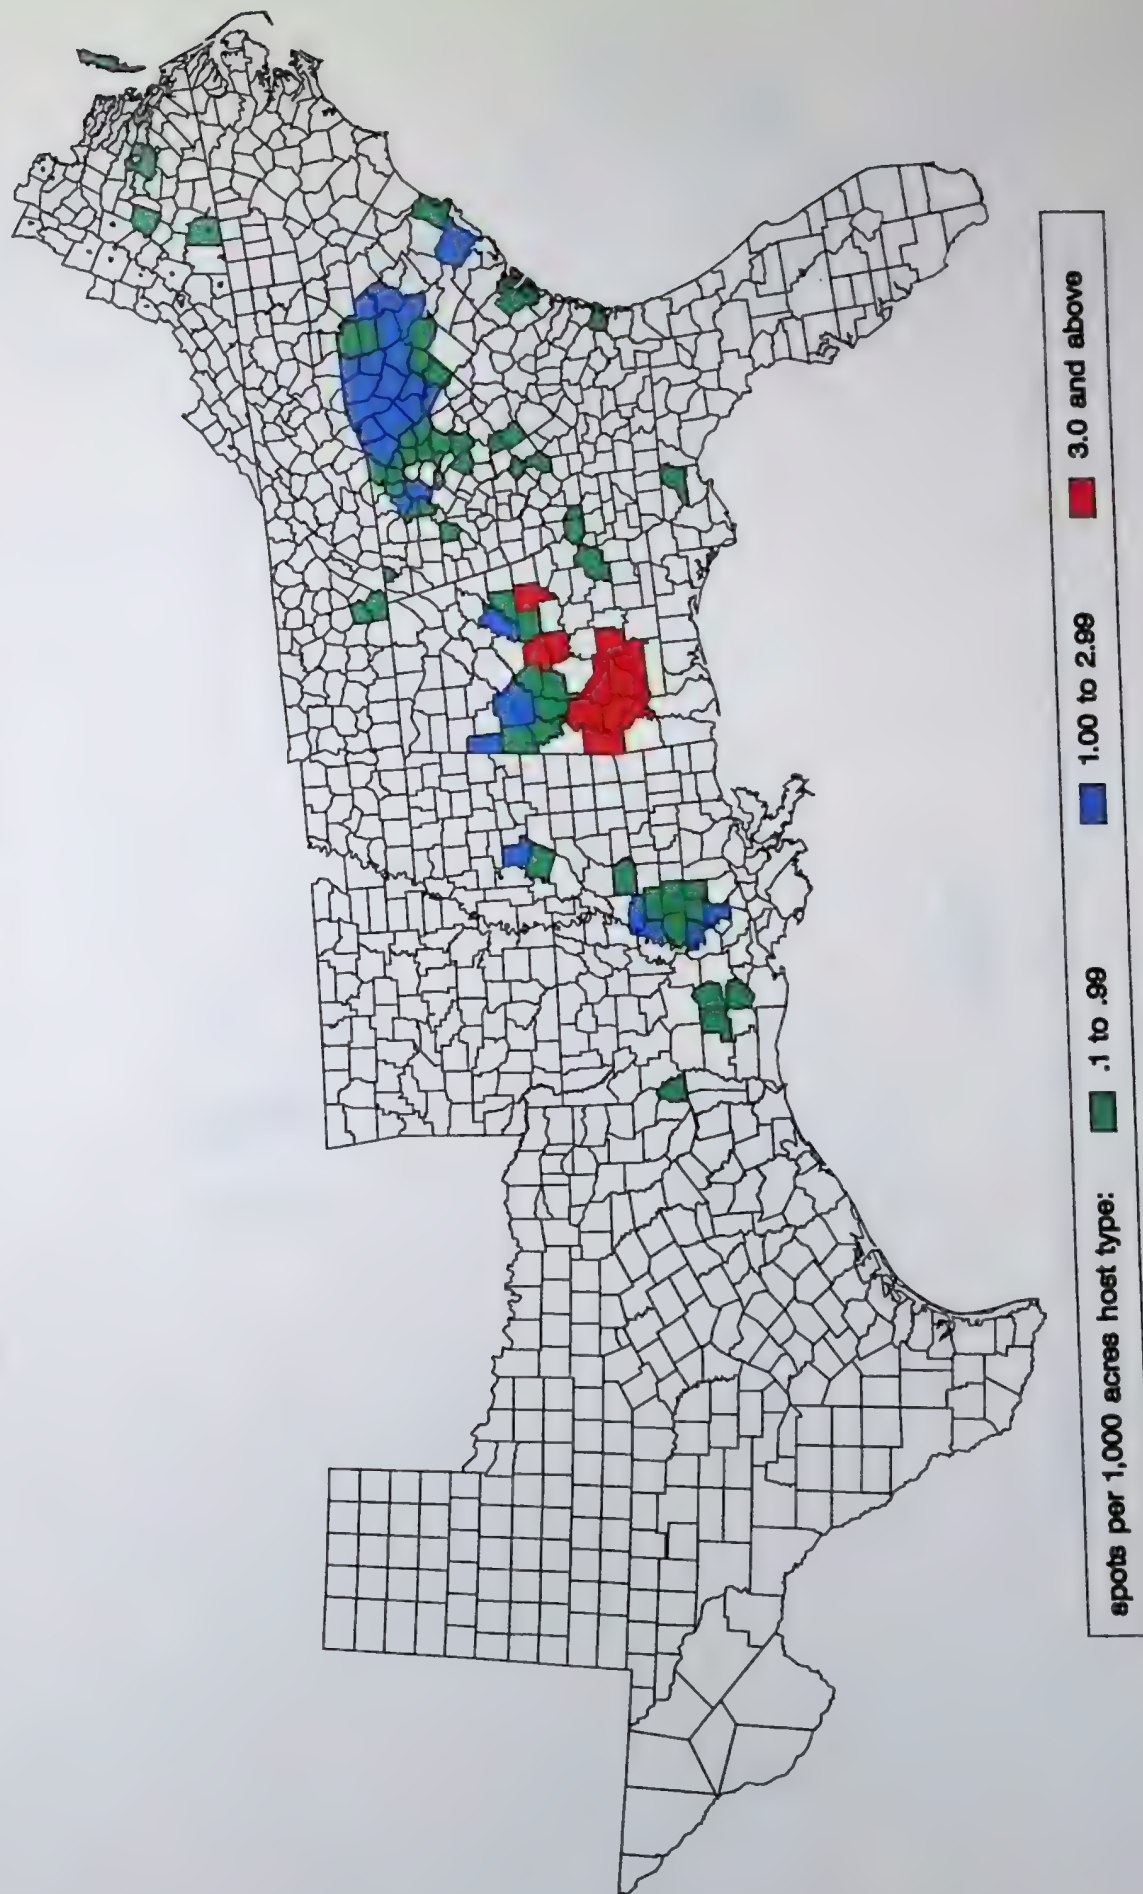 spots per 1,000 acres host type: .1 to .99 1.00 to 2.99 3.0 and above